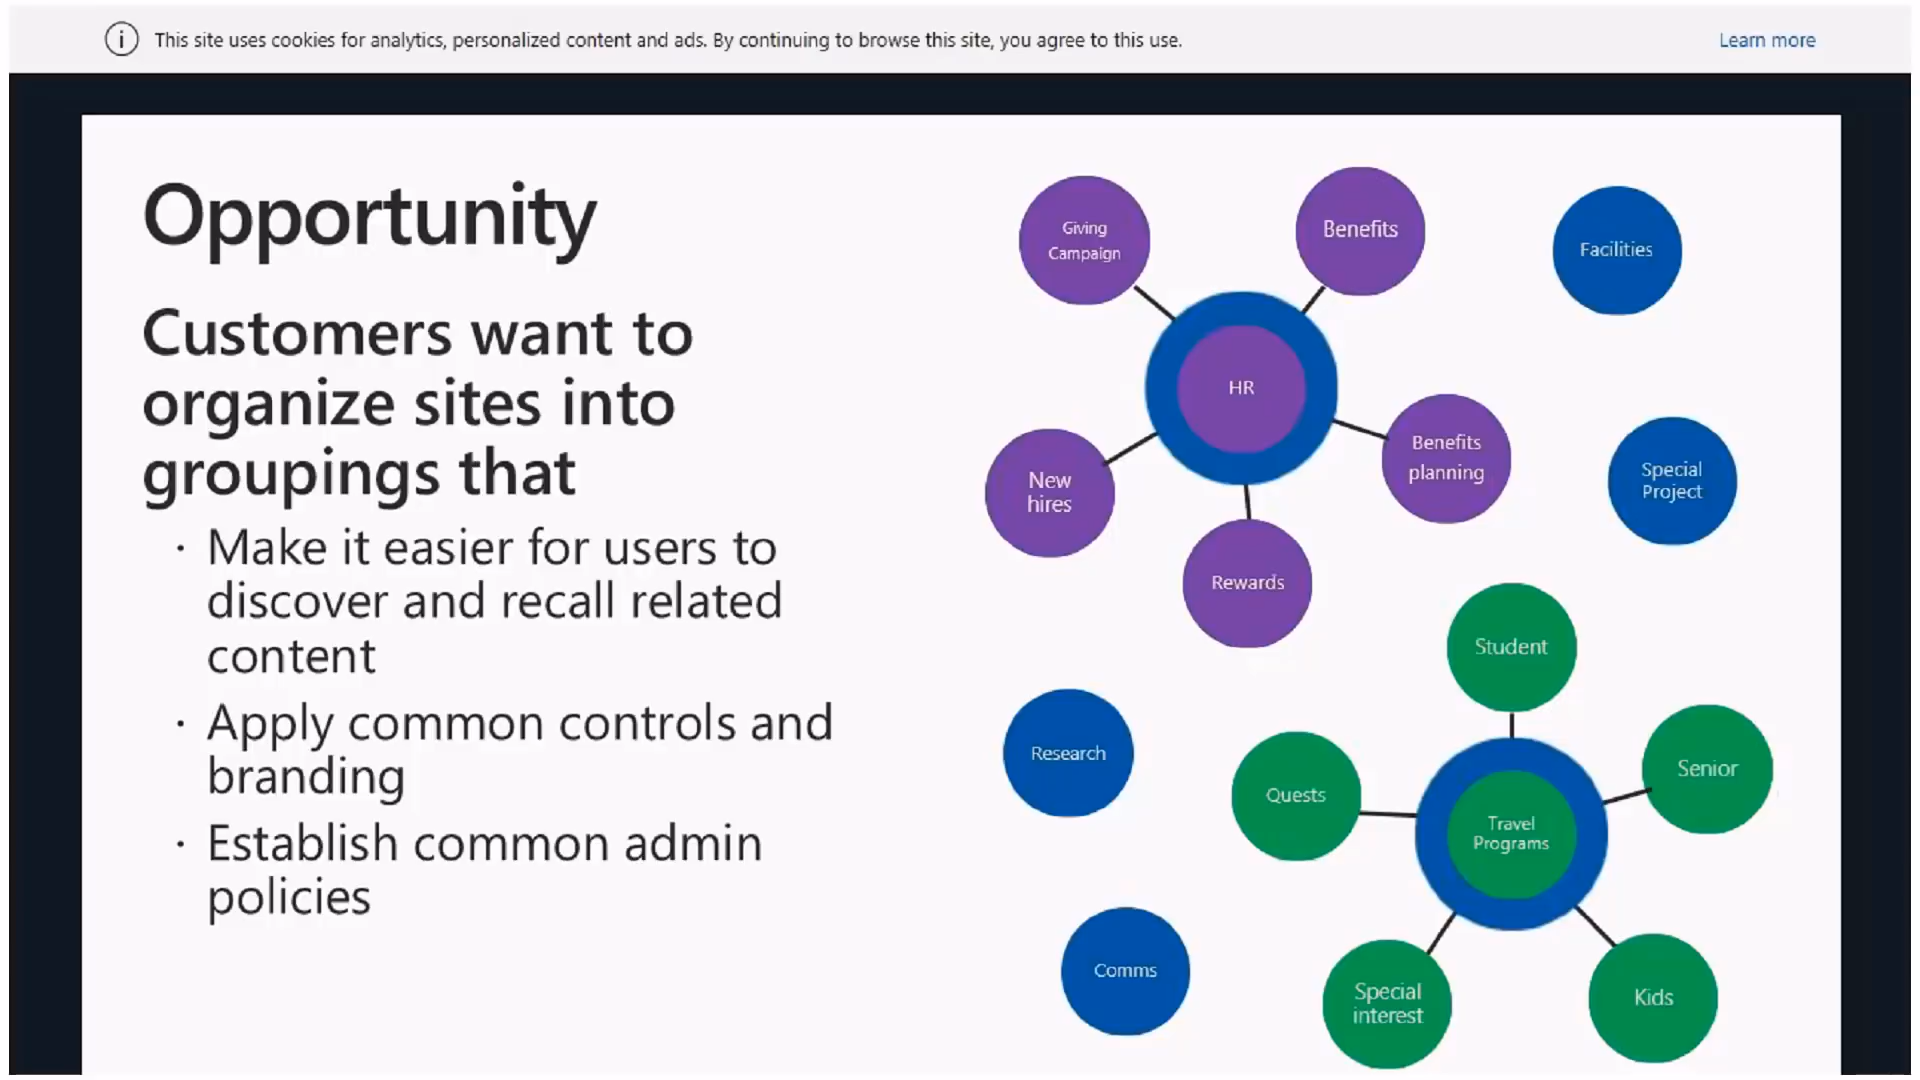 This site uses cookies for analytics, personalized content and ads. By continuing to browse this site, you agree to this use.
Learn more
Opportunity
Customers want to
organize sites into
groupings that
· Make it easier for users to
discover and recall related
content
· Apply common controls and
branding
· Establish common admin
policies
Giving
Campaign
Benefits
Facilities
HR
Benefits
planning
New
hires
Special
Project
Rewards
Student
Research
Quests
Senior
Travel
Programs
Comms
Special
interest
Kids